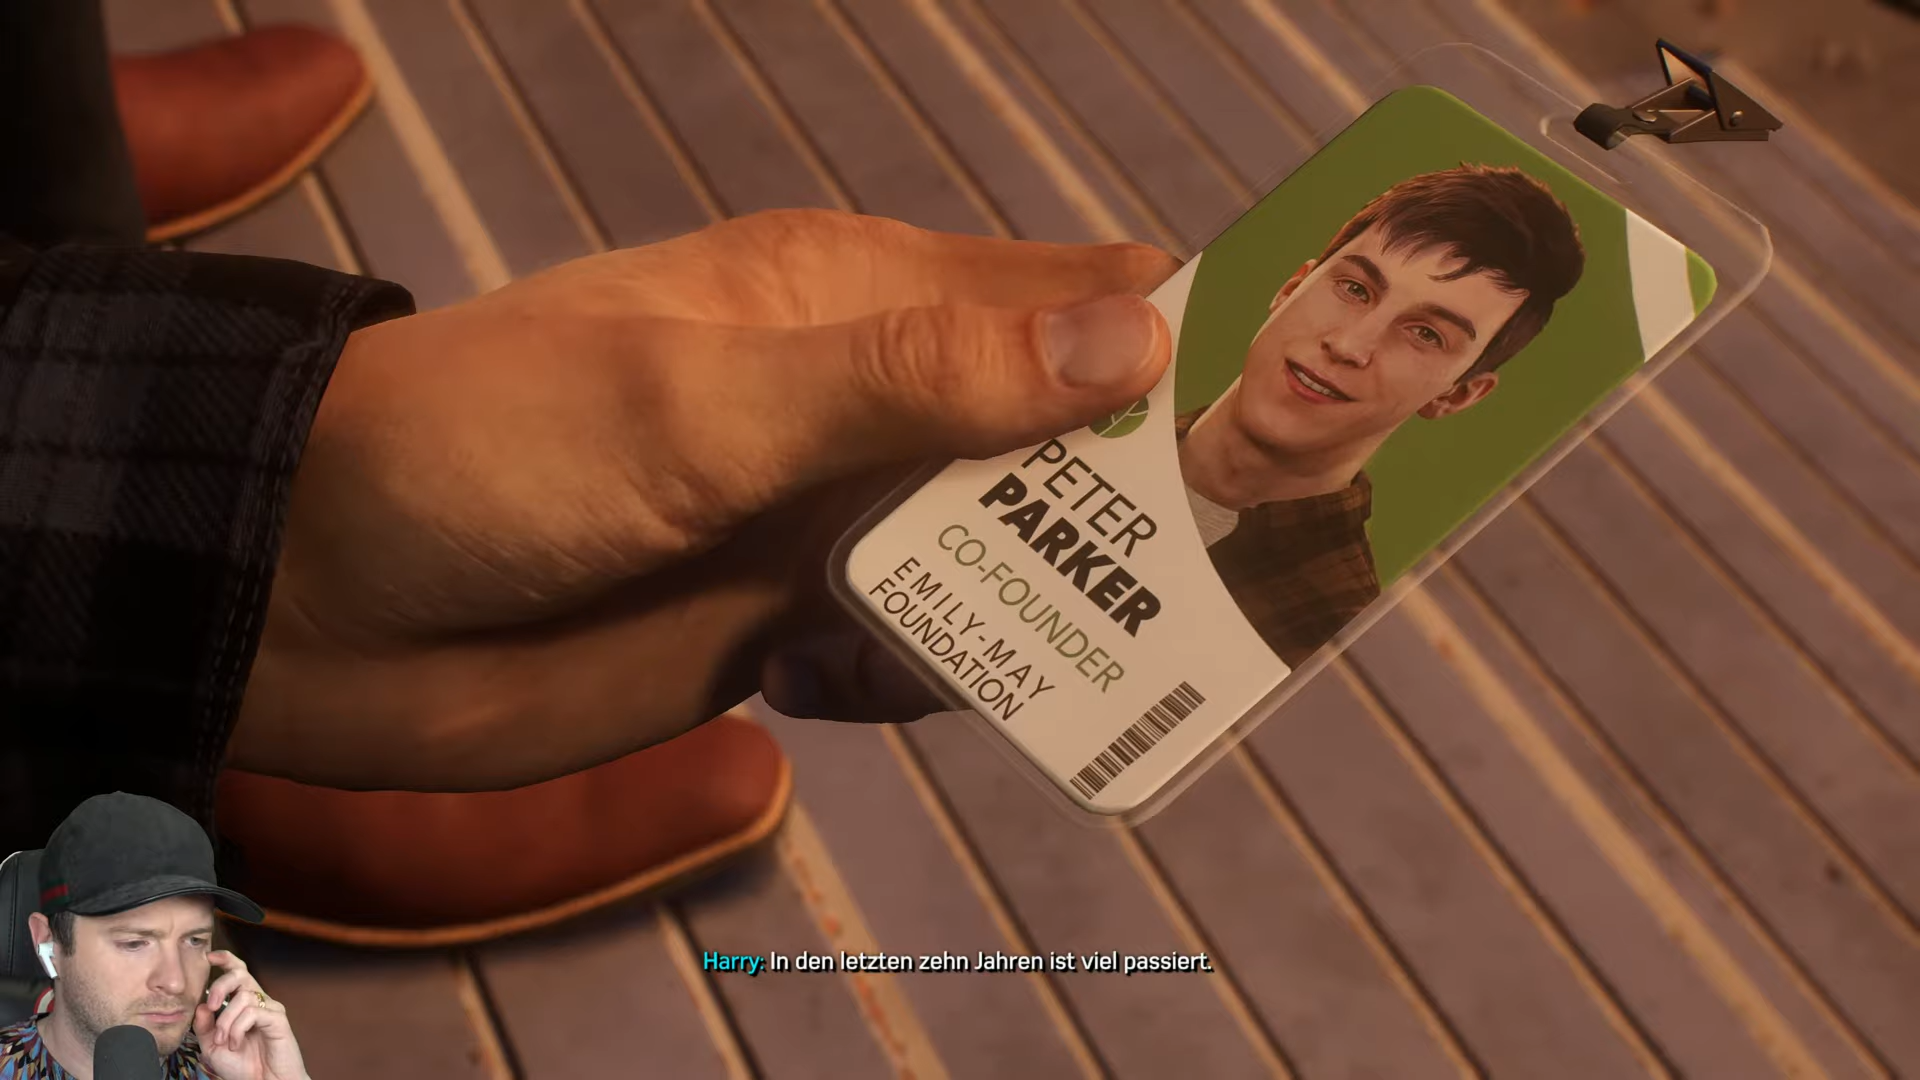 PETER
PARKER
CO-FOUNDER
EMILY-MAY
FOUNDATION
Harry: In den letzten zehn Jahren ist viel passiert.